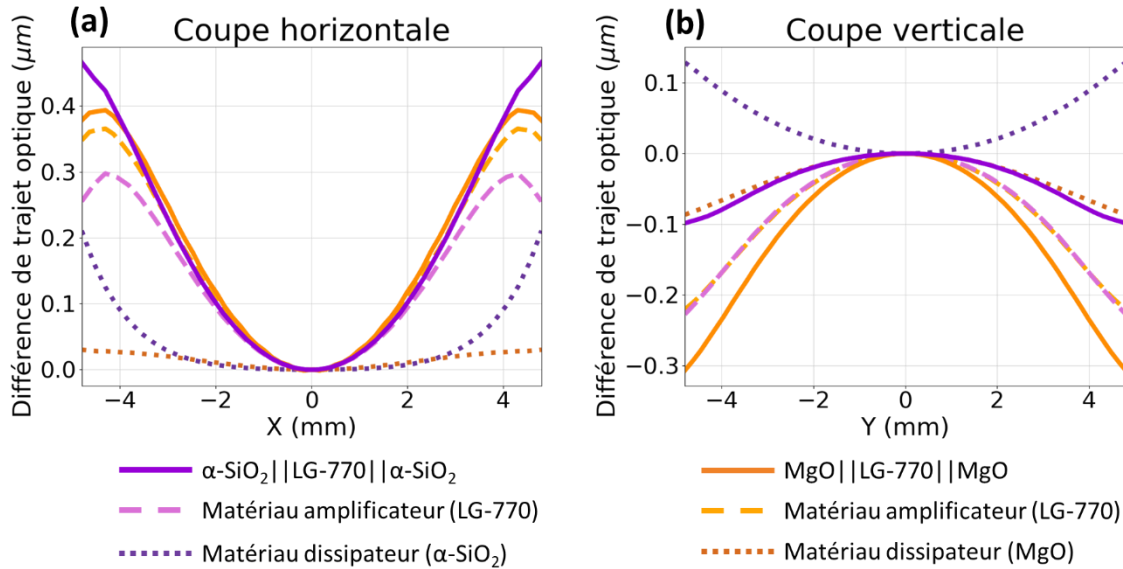 (a)
Coupe horizontale
Différence de trajet optique (μm)
0.4
0.3
0.2
0.1
0.0
−4
−2
0
2
4
X (mm)
(b)
Coupe verticale
Différence de trajet optique (μm)
0.1
0.0
−0.1
−0.2
−0.3
−4
−2
0
2
4
Y (mm)
α-SiO₂||LG-770||α-SiO₂
Matériau amplificateur (LG-770)
Matériau dissipateur (α-SiO₂)
MgO||LG-770||MgO
Matériau amplificateur (LG-770)
Matériau dissipateur (MgO)